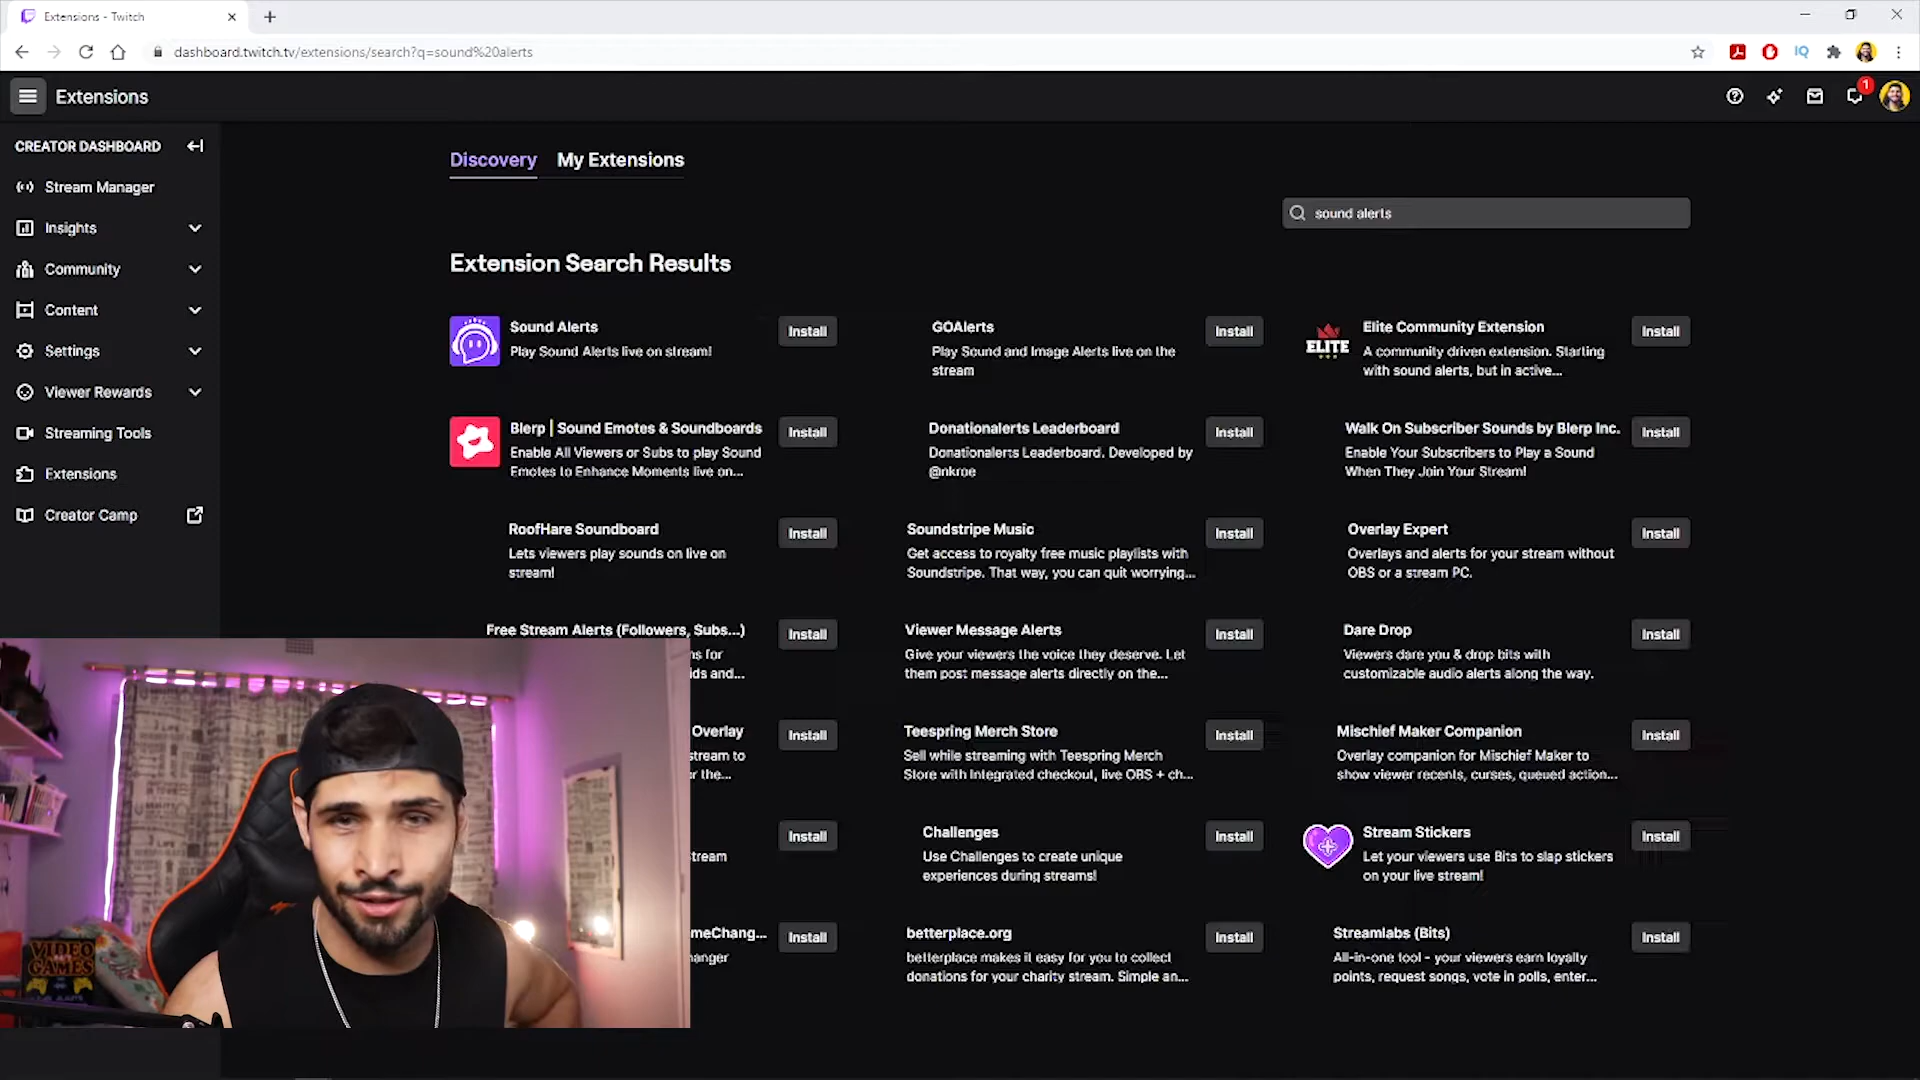 Extensions - Twitch
dashboard.twitch.tv/extensions/search?q=sound%20alerts
IQ
Extensions
1
CREATOR DASHBOARD
Stream Manager
Insights
Community
Content
Settings
Viewer Rewards
Streaming Tools
Extensions
Creator Camp
Discovery
My Extensions
sound alerts
Extension Search Results
Sound Alerts
Play Sound Alerts live on stream!
Install
GOAlerts
Play Sound and Image Alerts live on the
stream
Install
ELITE
Elite Community Extension
A community driven extension. Starting
with sound alerts, but in active...
Install
Blerp | Sound Emotes & Soundboards
Enable All Viewers or Subs to play Sound
Emotes to Enhance Moments live on...
Install
Donationalerts Leaderboard
Donationalerts Leaderboard. Developed by
@nkroe
Install
Walk On Subscriber Sounds by Blerp Inc.
Enable Your Subscribers to Play a Sound
When They Join Your Stream!
Install
RoofHare Soundboard
Lets viewers play sounds on live on
stream!
Install
Soundstripe Music
Get access to royalty free music playlists with
Soundstripe. That way, you can quit worrying...
Install
Overlay Expert
Overlays and alerts for your stream without
OBS or a stream PC.
Install
Free Stream Alerts (Followers, Subs...)
ns for
ids and...
Install
Viewer Message Alerts
Give your viewers the voice they deserve. Let
them post message alerts directly on the...
Install
Dare Drop
Viewers dare you & drop bits with
customizable audio alerts along the way.
Install
Overlay
stream to
r the...
Install
Teespring Merch Store
Sell while streaming with Teespring Merch
Store with integrated checkout, live OBS + ch...
Install
Mischief Maker Companion
Overlay companion for Mischief Maker to
show viewer recents, curses, queued action...
Install
tream
Install
Challenges
Use Challenges to create unique
experiences during streams!
Install
Stream Stickers
Let your viewers use Bits to slap stickers
on your live stream!
Install
meChang...
hanger
Install
betterplace.org
betterplace makes it easy for you to collect
donations for your charity stream. Simple an...
Install
Streamlabs (Bits)
All-in-one tool - your viewers earn loyalty
points, request songs, vote in polls, enter...
Install
VIDEO
GAMES